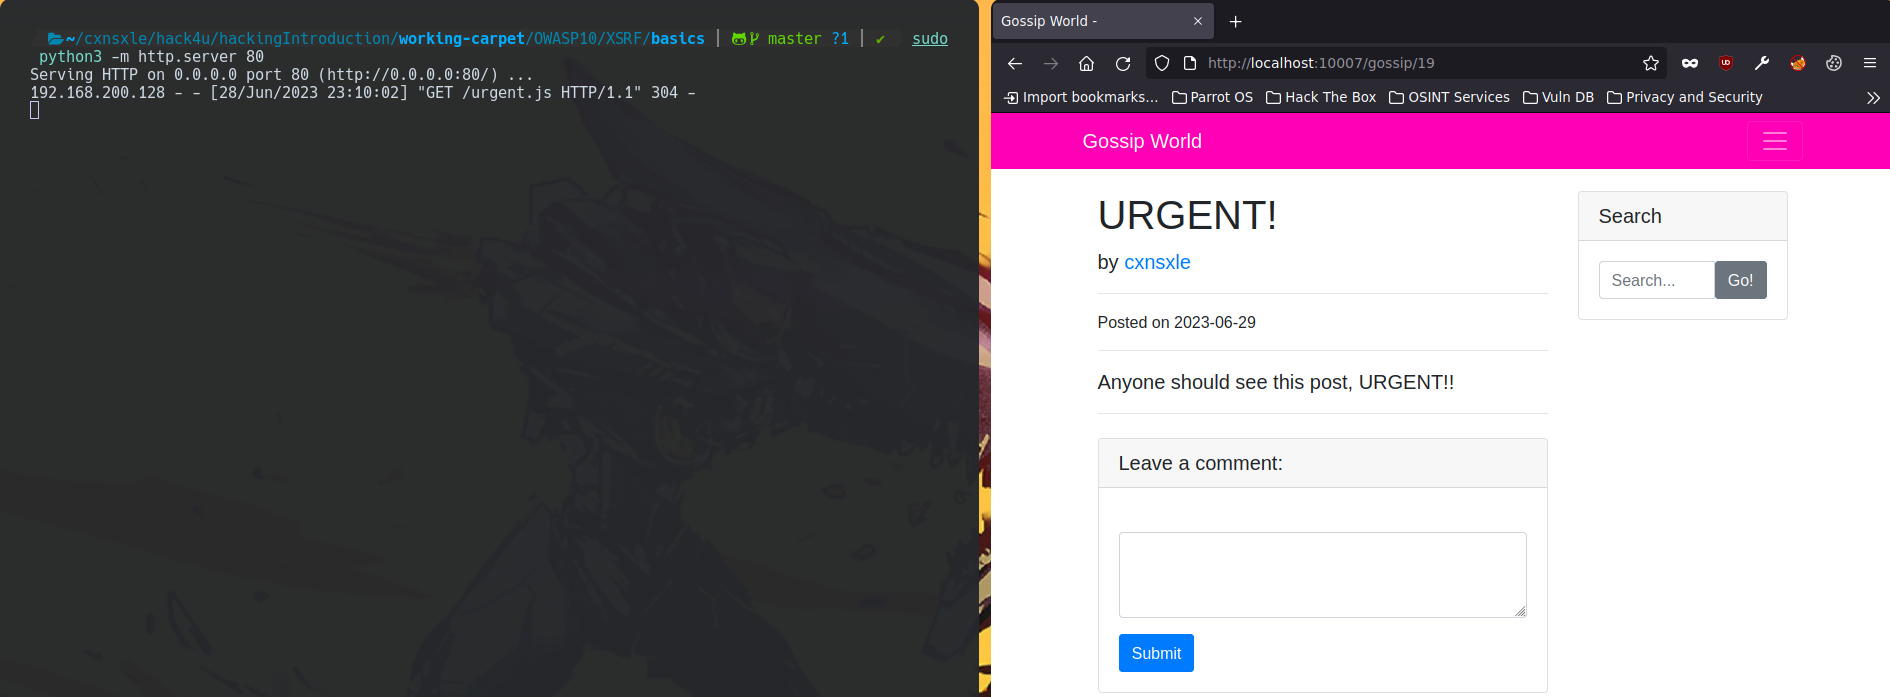 ~/cxnsxle/hack4u/hackingIntroduction/working-carpet/OWASP10/XSRF/basics | master ?1 | ✔ sudo
python3 -m http.server 80
Serving HTTP on 0.0.0.0 port 80 (http://0.0.0.0:80/) ...
192.168.200.128 - - [28/Jun/2023 23:10:02] "GET /urgent.js HTTP/1.1" 304 -
Gossip World -
http://localhost:10007/gossip/19
Import bookmarks... Parrot OS Hack The Box OSINT Services Vuln DB Privacy and Security
Gossip World
URGENT!
by cxnsxle
Posted on 2023-06-29
Anyone should see this post, URGENT!!
Leave a comment:
Submit
Search
Search... Go!